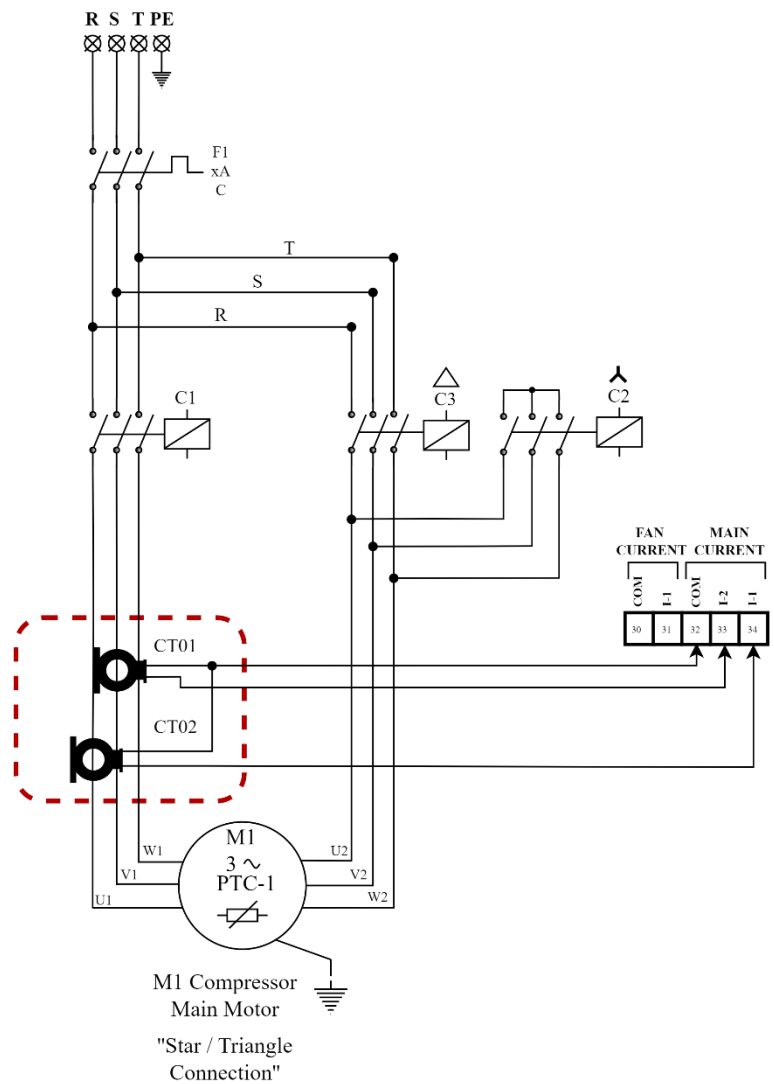 R S T PE
F1
xA
C
T
S
R
C1
C3
C2
FAN CURRENT
MAIN CURRENT
COM
I-1
COM
I-2
I-1
30
31
32
33
34
CT01
CT02
M1
3 ~
PTC-1
W1
V1
U1
U2
V2
W2
M1 Compressor
Main Motor
"Star / Triangle
Connection"